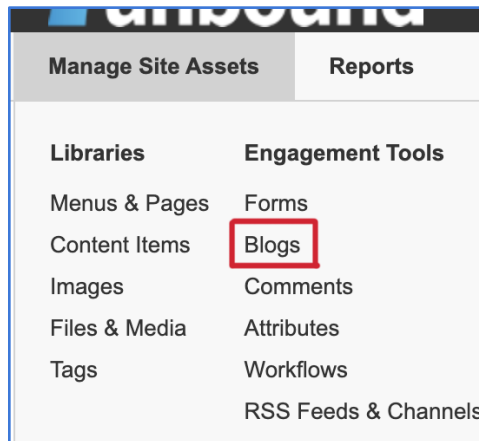 unbound
Manage Site Assets Reports
Libraries Engagement Tools
Menus & Pages Forms
Content Items Blogs
Images Comments
Files & Media Attributes
Tags Workflows
RSS Feeds & Channels